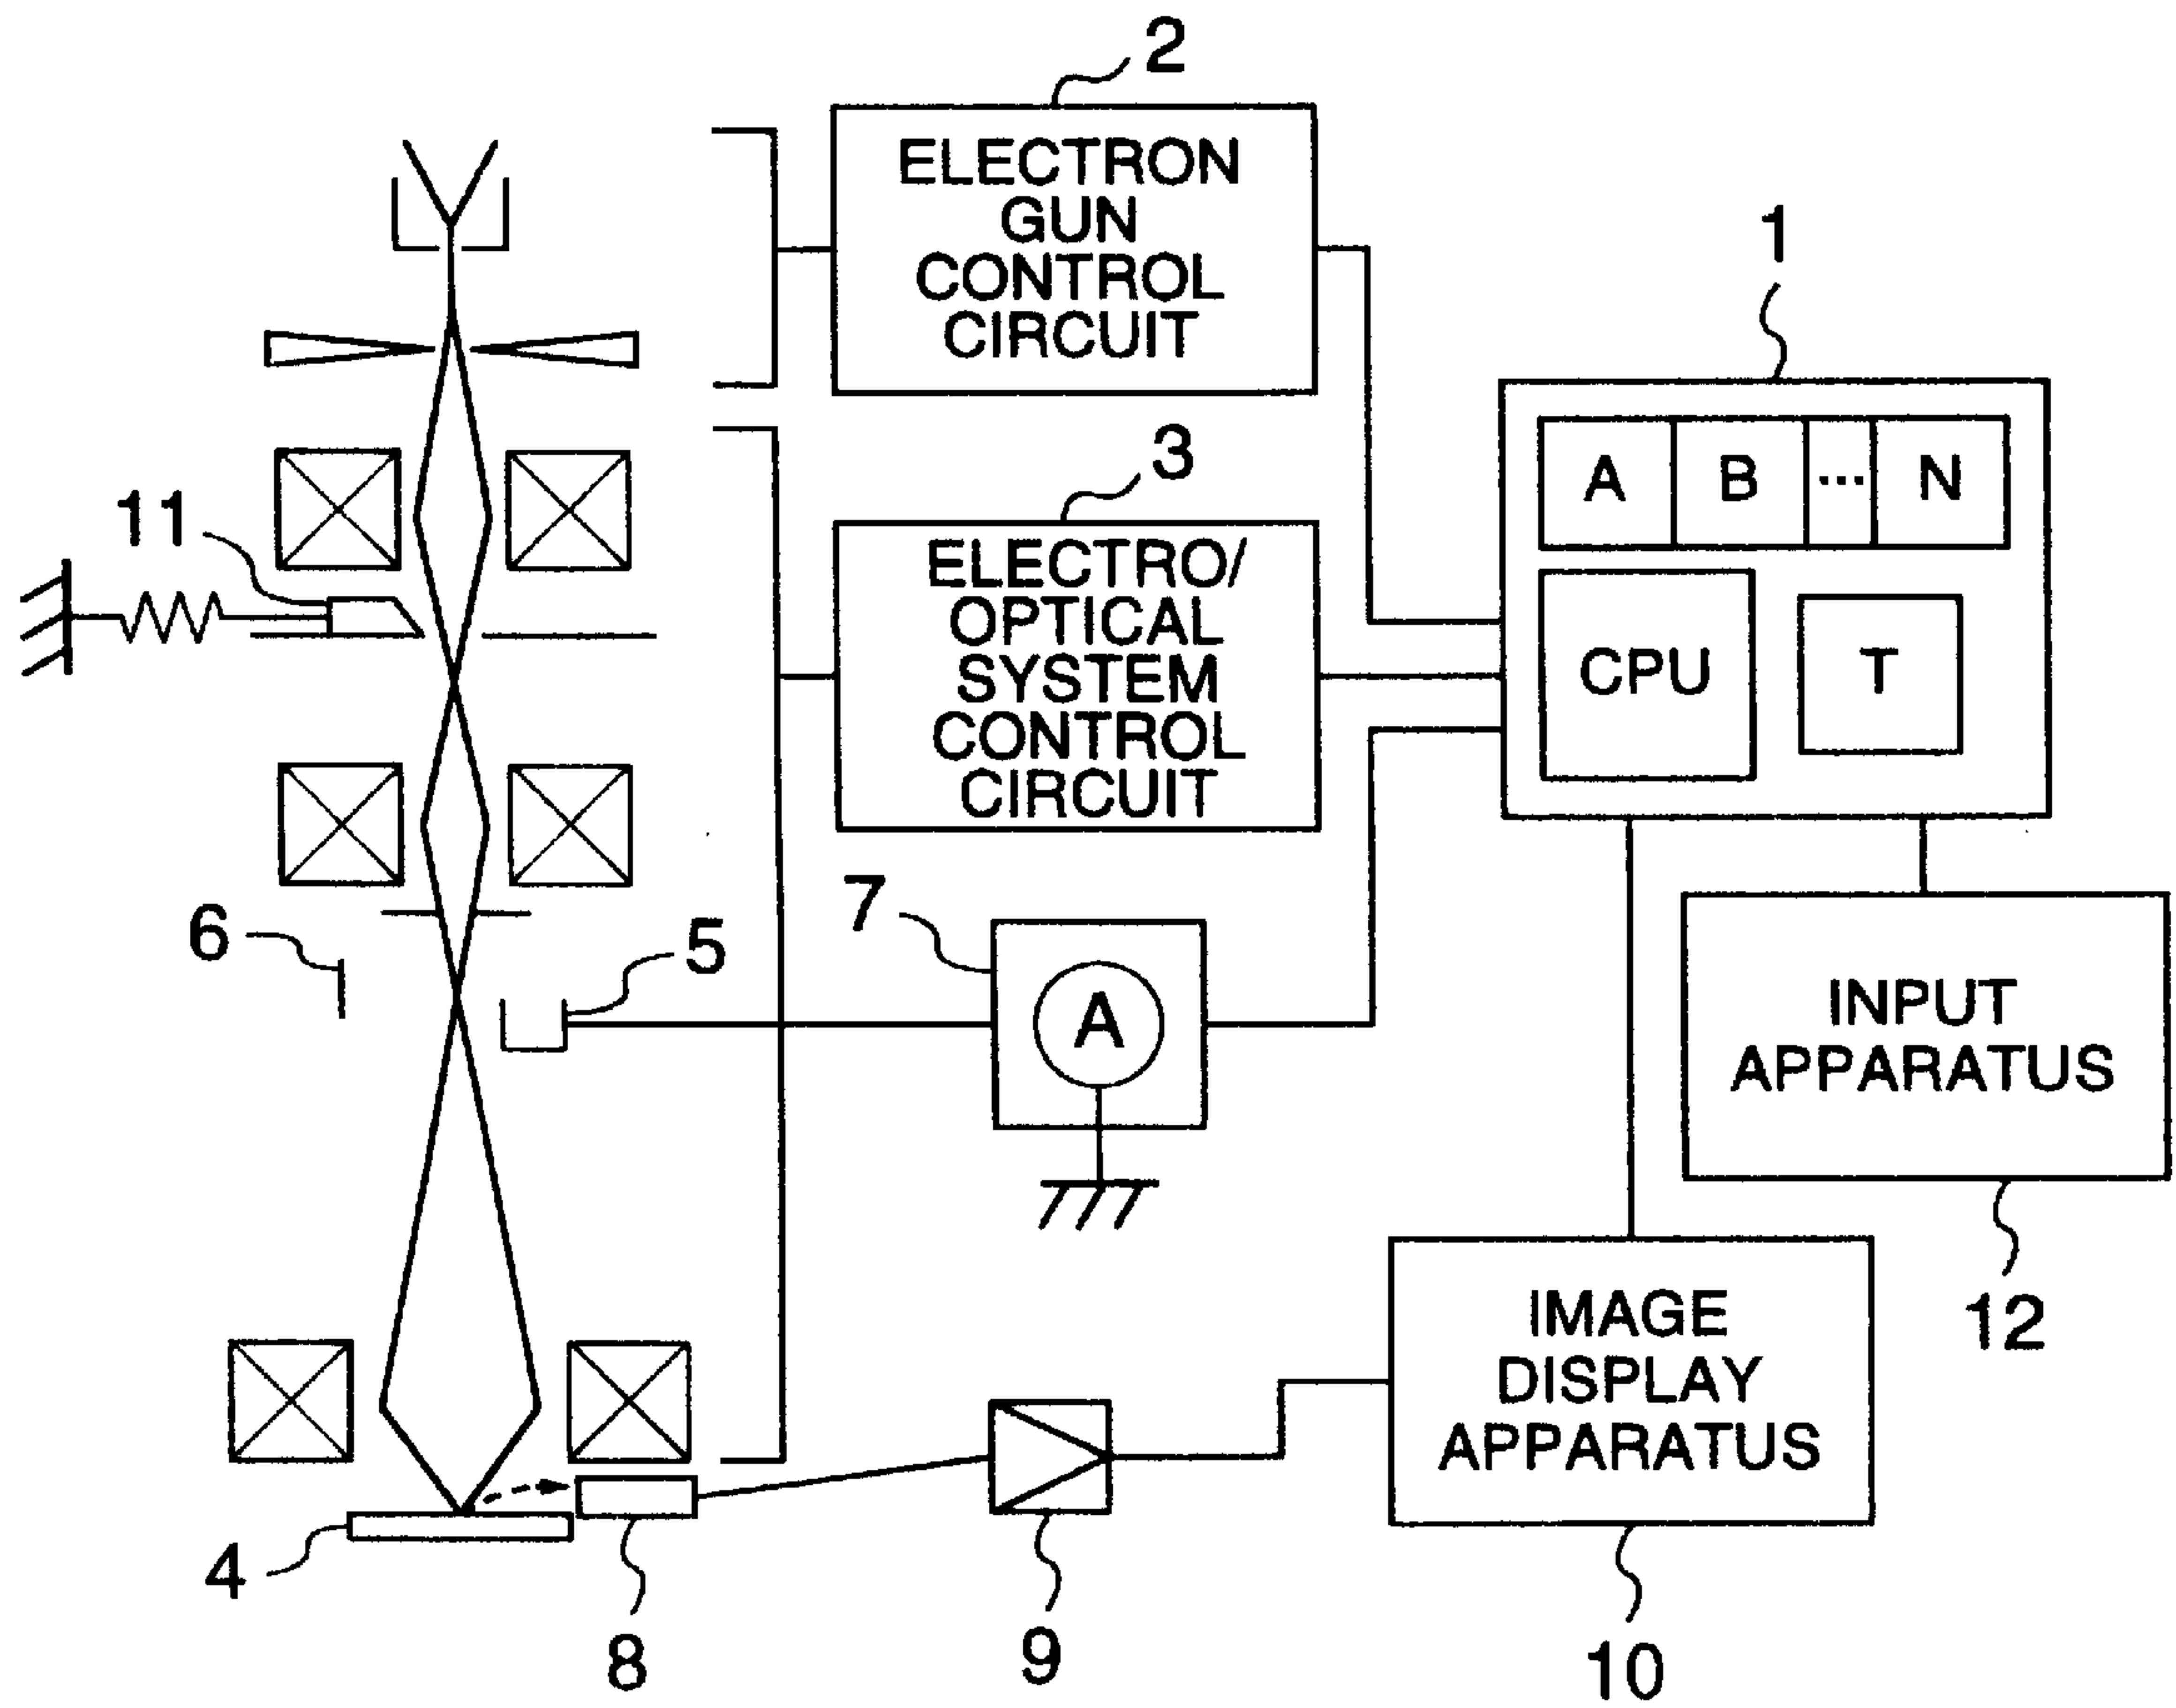 2
ELECTRON
GUN
CONTROL
CIRCUIT
1
A B ... N
CPU T
3
ELECTRO/
OPTICAL
SYSTEM
CONTROL
CIRCUIT
11
6
5
7
A
INPUT
APPARATUS
12
IMAGE
DISPLAY
APPARATUS
4
8
9
10